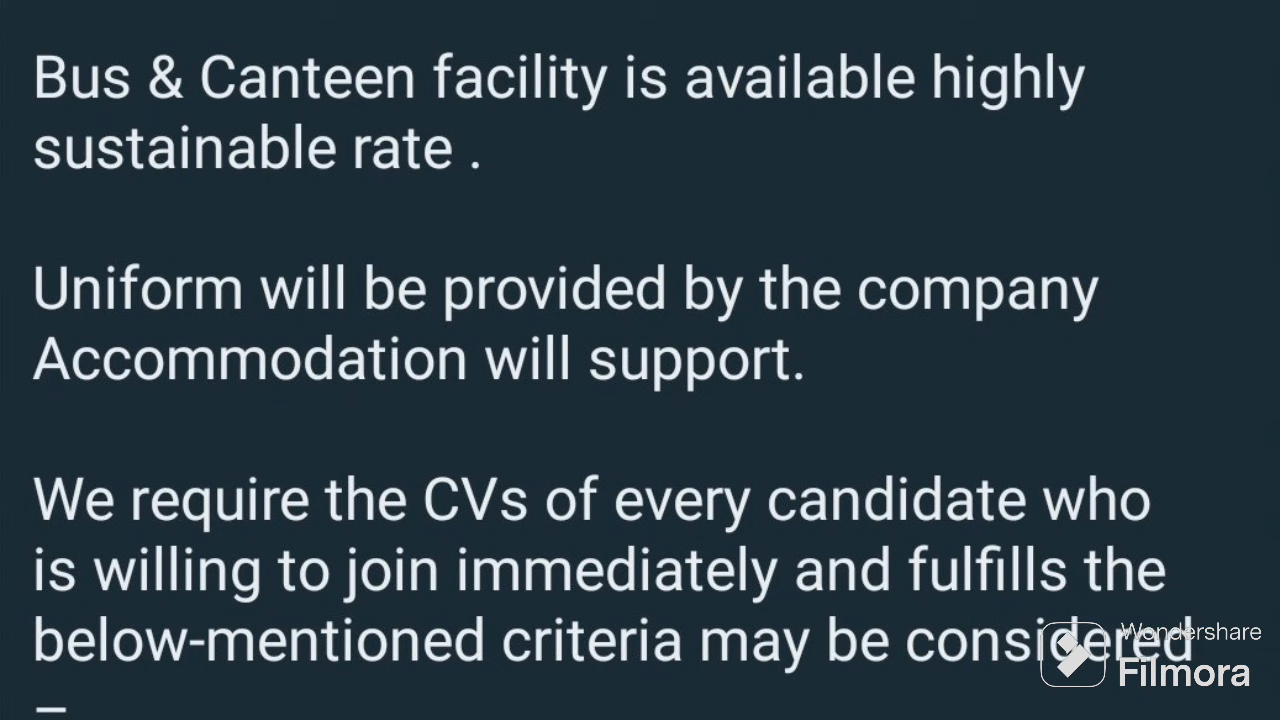 Bus & Canteen facility is available highly
sustainable rate .
Uniform will be provided by the company
Accommodation will support.
We require the CVs of every candidate who
is willing to join immediately and fulfills the
below-mentioned criteria may be considered
–
Wondershare
Filmora